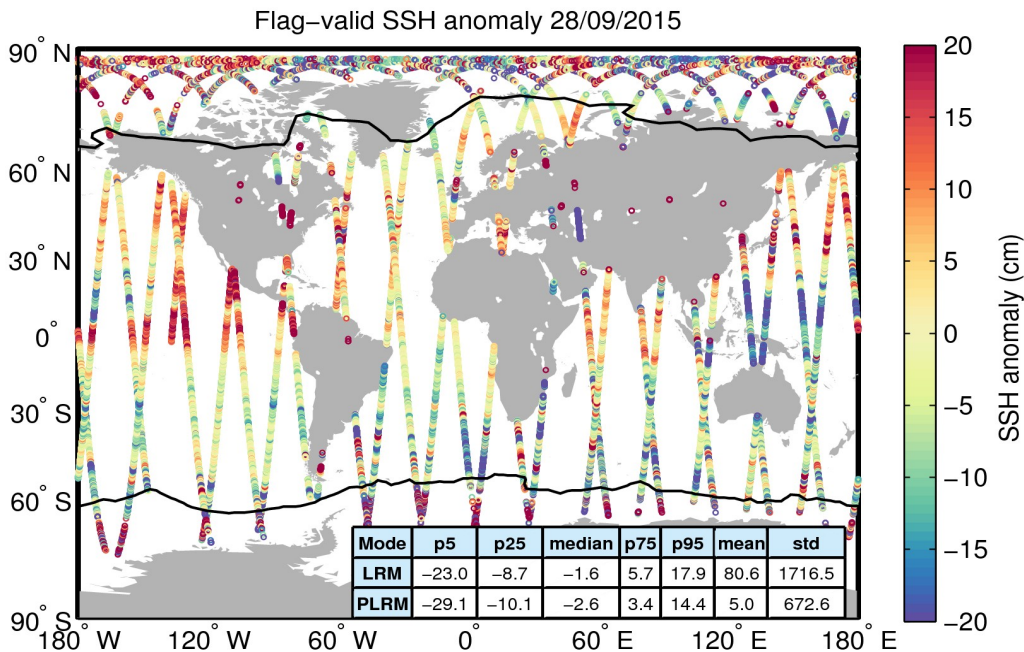 Flag−valid SSH anomaly 28/09/2015
90° N
60° N
30° N
0°
30° S
60° S
90° S
180° W 120° W 60° W 0° 60° E 120° E 180° E
20
15
10
5
0
−5
−10
−15
−20
SSH anomaly (cm)
Mode p5 p25 median p75 p95 mean std
LRM −23.0 −8.7 −1.6 5.7 17.9 80.6 1716.5
PLRM −29.1 −10.1 −2.6 3.4 14.4 5.0 672.6